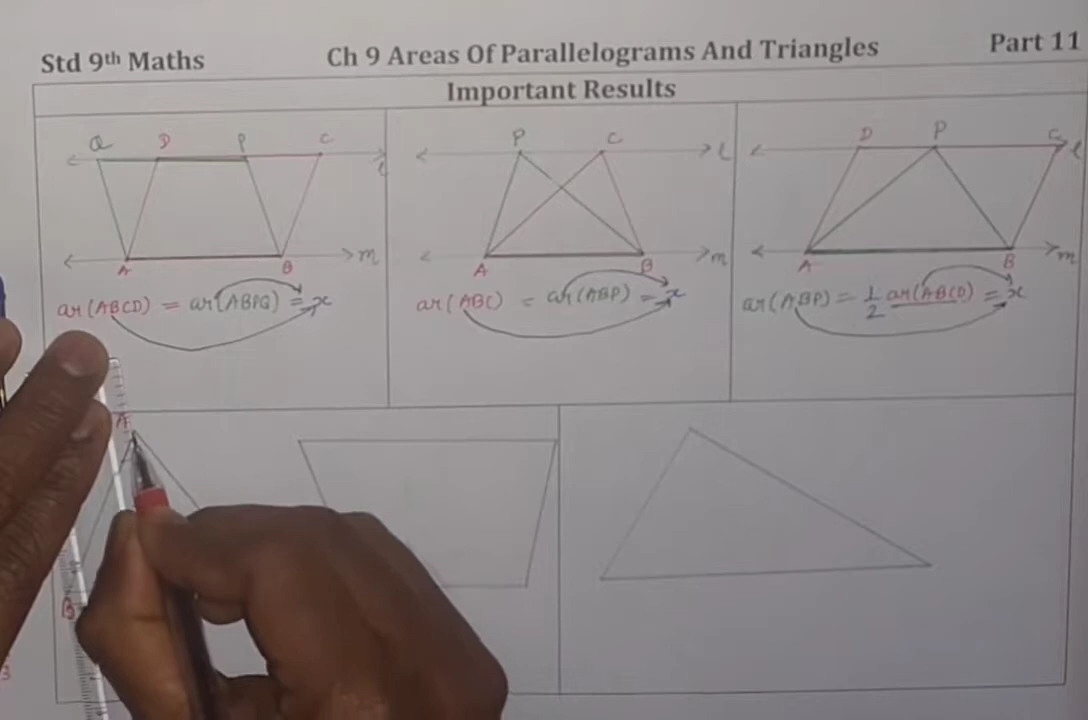 Std 9th Maths Ch 9 Areas Of Parallelograms And Triangles Part 11
Important Results
Q D P C l
A B m
ar(ABCD) = ar(ABPQ) = x
P C l
A B m
ar(ABC) = ar(ABP) = x
D P C l
A B m
ar(ABP) = 1/2 ar(ABCD) = x
A
B